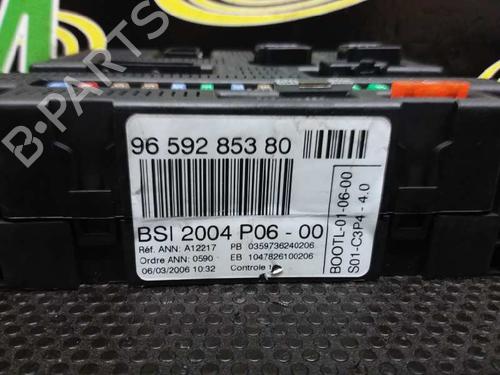 96 592 853 80
BSI 2004 P06 - 00
Réf. ANN: A12217 PB 0359736240206
Ordre ANN: 0590 EB 1047826100206
06/03/2006 10:32 Controle
BOOTL-01-06-00
S01-C3P4 - 4.0